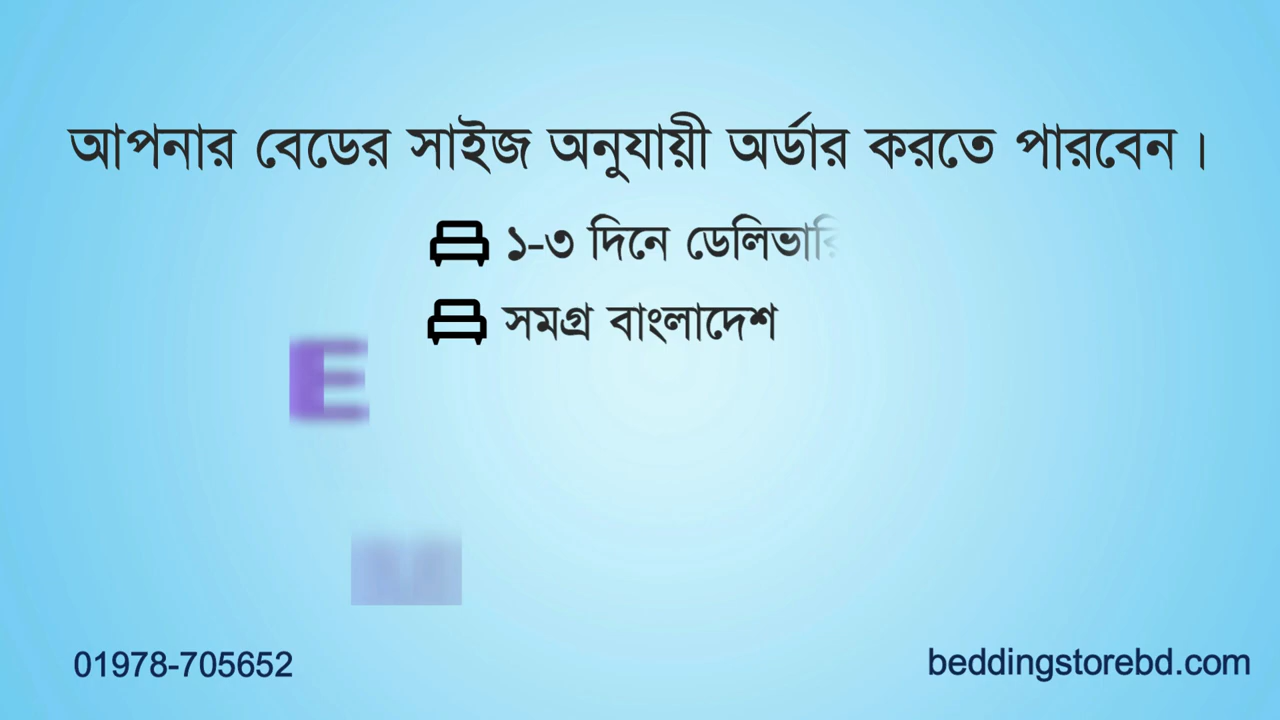 আপনার বেডের সাইজ অনুযায়ী অর্ডার করতে পারবেন।
১-৩ দিনে ডেলিভারি
সমগ্র বাংলাদেশ
E
01978-705652
beddingstorebd.com